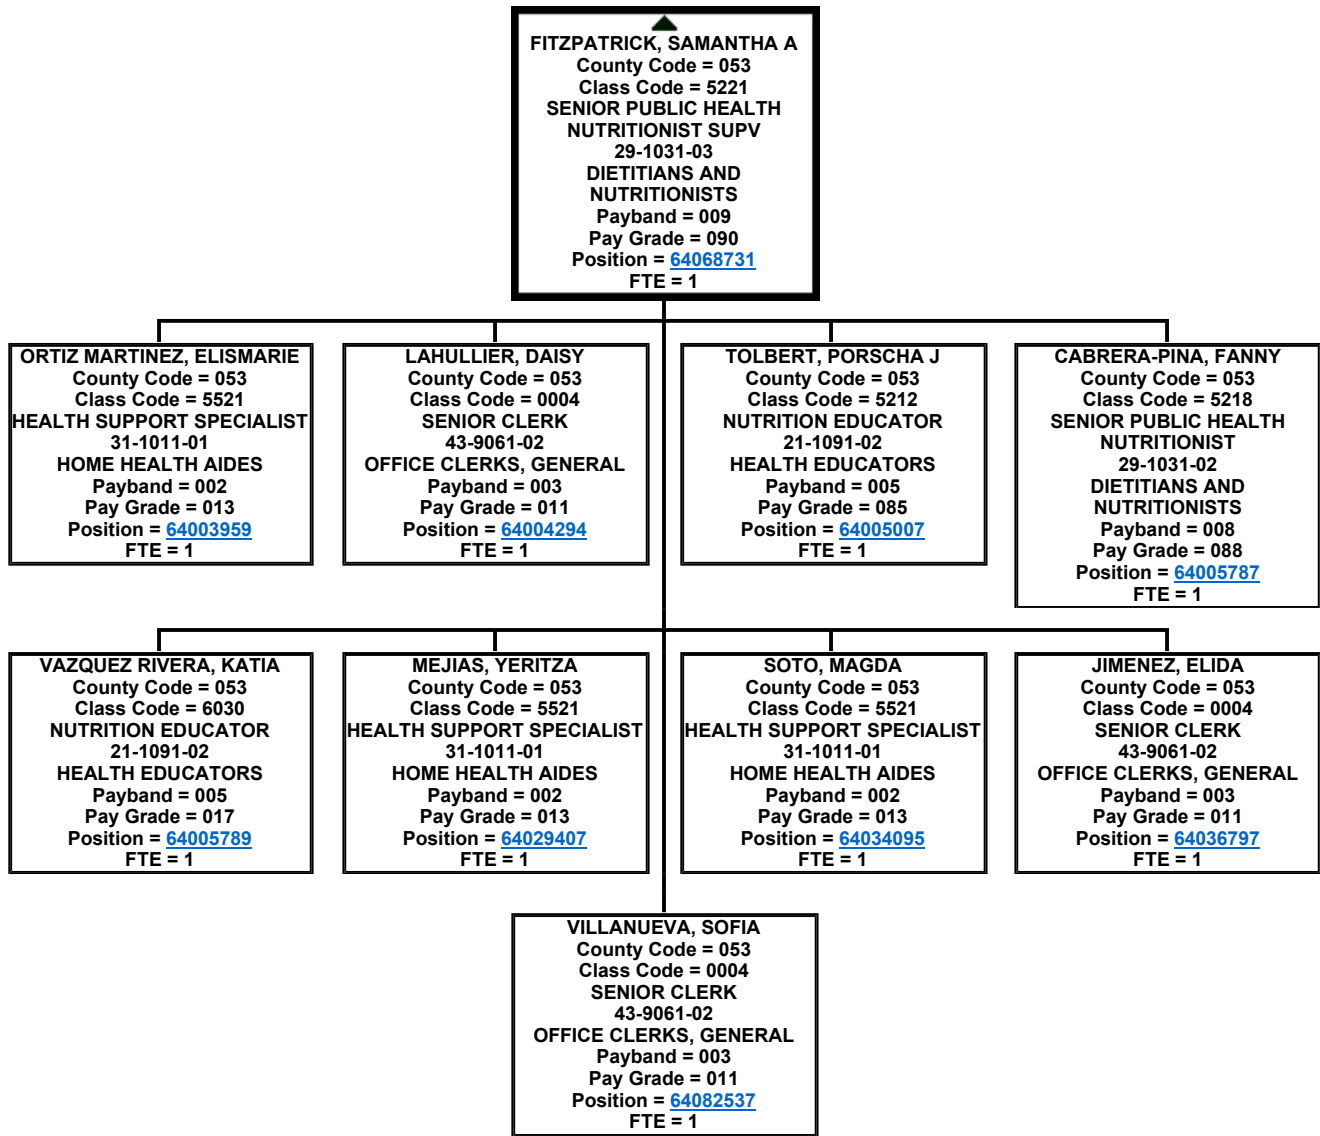 FITZPATRICK, SAMANTHA A
County Code = 053
Class Code = 5221
SENIOR PUBLIC HEALTH
NUTRITIONIST SUPV
29-1031-03
DIETITIANS AND
NUTRITIONISTS
Payband = 009
Pay Grade = 090
Position = 64068731
FTE = 1
ORTIZ MARTINEZ, ELISMARIE
County Code = 053
Class Code = 5521
HEALTH SUPPORT SPECIALIST
31-1011-01
HOME HEALTH AIDES
Payband = 002
Pay Grade = 013
Position = 64003959
FTE = 1
LAHULLIER, DAISY
County Code = 053
Class Code = 0004
SENIOR CLERK
43-9061-02
OFFICE CLERKS, GENERAL
Payband = 003
Pay Grade = 011
Position = 64004294
FTE = 1
TOLBERT, PORSCHA J
County Code = 053
Class Code = 5212
NUTRITION EDUCATOR
21-1091-02
HEALTH EDUCATORS
Payband = 005
Pay Grade = 085
Position = 64005007
FTE = 1
CABRERA-PINA, FANNY
County Code = 053
Class Code = 5218
SENIOR PUBLIC HEALTH
NUTRITIONIST
29-1031-02
DIETITIANS AND
NUTRITIONISTS
Payband = 008
Pay Grade = 088
Position = 64005787
FTE = 1
VAZQUEZ RIVERA, KATIA
County Code = 053
Class Code = 6030
NUTRITION EDUCATOR
21-1091-02
HEALTH EDUCATORS
Payband = 005
Pay Grade = 017
Position = 64005789
FTE = 1
MEJIAS, YERITZA
County Code = 053
Class Code = 5521
HEALTH SUPPORT SPECIALIST
31-1011-01
HOME HEALTH AIDES
Payband = 002
Pay Grade = 013
Position = 64029407
FTE = 1
SOTO, MAGDA
County Code = 053
Class Code = 5521
HEALTH SUPPORT SPECIALIST
31-1011-01
HOME HEALTH AIDES
Payband = 002
Pay Grade = 013
Position = 64034095
FTE = 1
JIMENEZ, ELIDA
County Code = 053
Class Code = 0004
SENIOR CLERK
43-9061-02
OFFICE CLERKS, GENERAL
Payband = 003
Pay Grade = 011
Position = 64036797
FTE = 1
VILLANUEVA, SOFIA
County Code = 053
Class Code = 0004
SENIOR CLERK
43-9061-02
OFFICE CLERKS, GENERAL
Payband = 003
Pay Grade = 011
Position = 64082537
FTE = 1